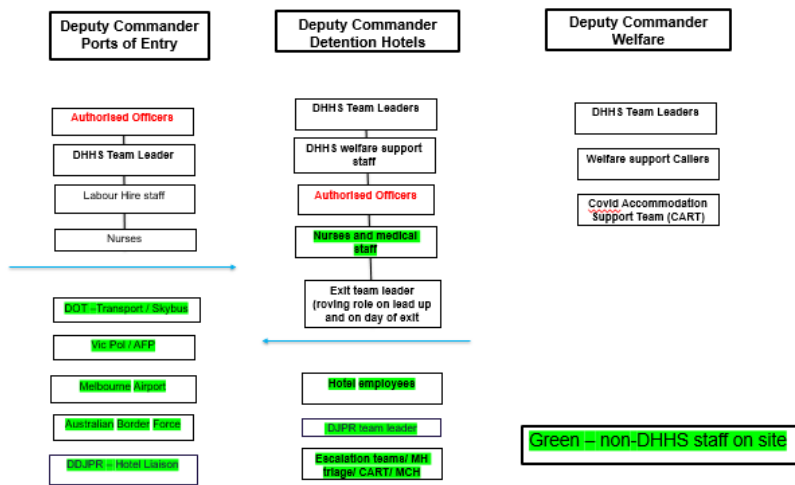 Deputy Commander
Ports of Entry
Authorised Officers
DHHS Team Leader
Labour Hire staff
Nurses
DOT –Transport / Skybus
Vic Pol / AFP
Melbourne Airport
Australian Border Force
DDJPR – Hotel Liaison
Deputy Commander
Detention Hotels
DHHS Team Leaders
DHHS welfare support
staff
Authorised Officers
Nurses and medical
staff
Exit team leader
(roving role on lead up
and on day of exit
Hotel employees
DJPR team leader
Escalation teams/ MH
triage/ CART/ MCH
Deputy Commander
Welfare
DHHS Team Leaders
Welfare support Callers
Covid Accommodation
Support Team (CART)
Green – non-DHHS staff on site